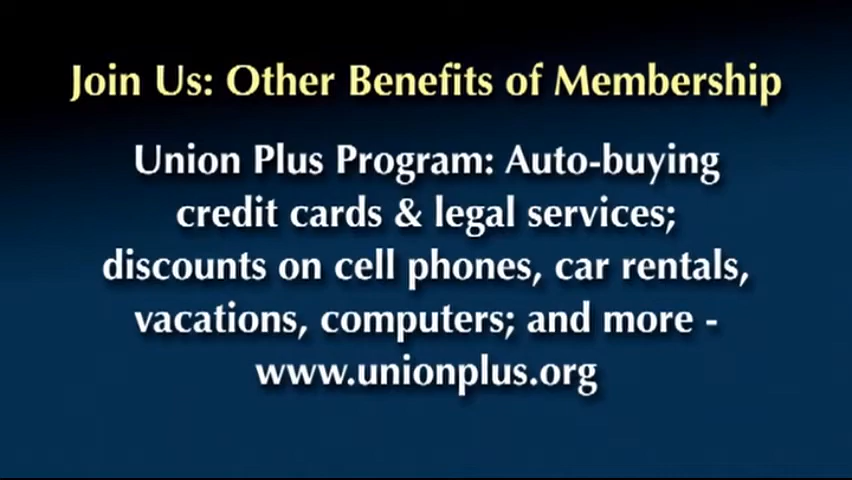 Join Us: Other Benefits of Membership
Union Plus Program: Auto-buying
credit cards & legal services;
discounts on cell phones, car rentals,
vacations, computers; and more -
www.unionplus.org